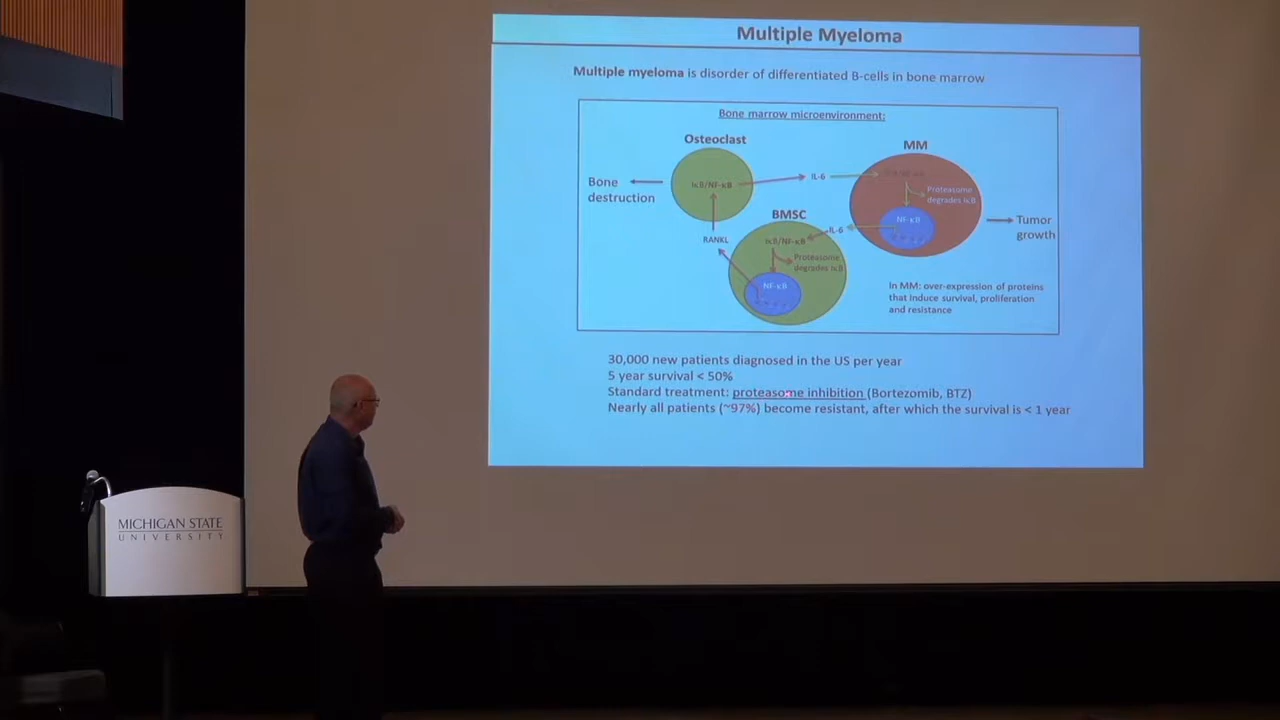 Multiple Myeloma
Multiple myeloma is disorder of differentiated B-cells in bone marrow
Bone marrow microenvironment:
Osteoclast
MM
IκB/NF-κB
IL-6
Bone
destruction
Proteasome
degrades IκB
NF-κB
Tumor
growth
BMSC
RANKL
IL-6
IκB/NF-κB
Proteasome
degrades IκB
NF-κB
In MM: over-expression of proteins
that induce survival, proliferation
and resistance
30,000 new patients diagnosed in the US per year
5 year survival < 50%
Standard treatment: proteasome inhibition (Bortezomib, BTZ)
Nearly all patients (~97%) become resistant, after which the survival is < 1 year
MICHIGAN STATE
UNIVERSITY